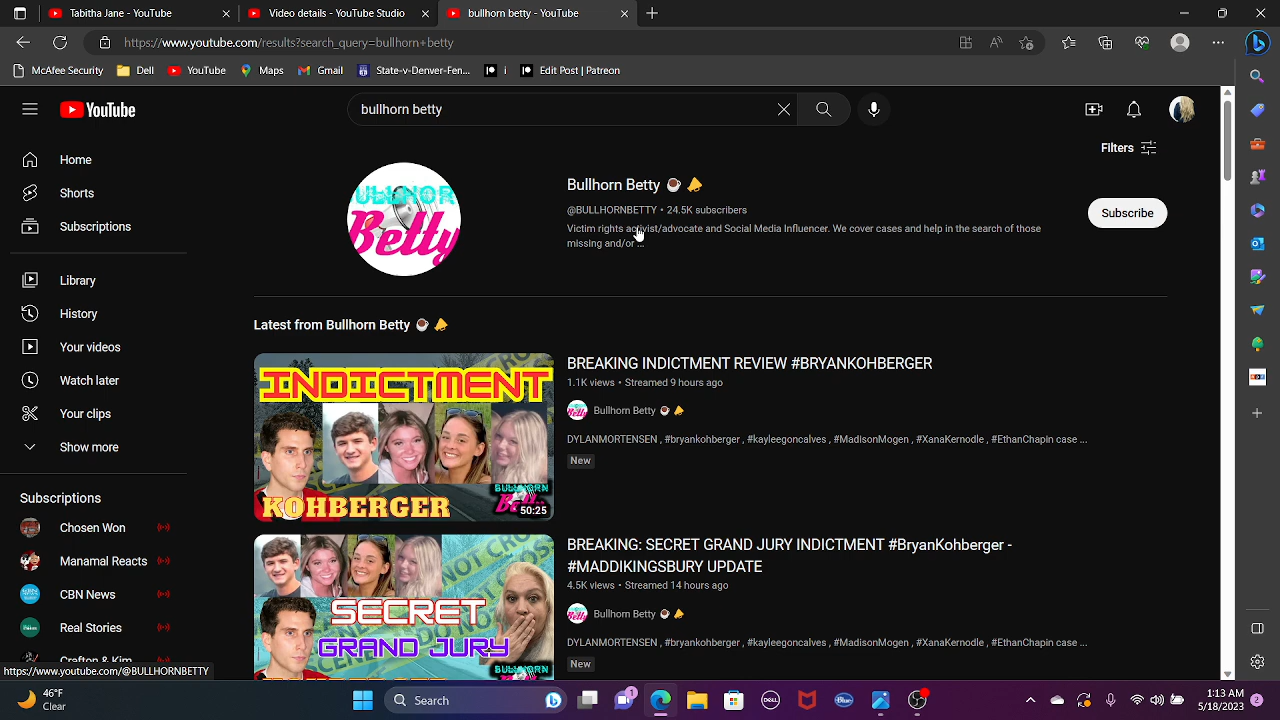 Tabitha Jane - YouTube
Video details - YouTube Studio
bullhorn betty - YouTube
https://www.youtube.com/results?search_query=bullhorn+betty
McAfee Security
Dell
YouTube
Maps
Gmail
State-v-Denver-Fen...
i
Edit Post | Patreon
YouTube
bullhorn betty
Filters
Home
Shorts
Subscriptions
Library
History
Your videos
Watch later
Your clips
Show more
Subscriptions
Chosen Won
Manamal Reacts
CBN News
Real Stories
Crafton & Kim
BULLHORN
Betty
Bullhorn Betty
@BULLHORNBETTY • 24.5K subscribers
Victim rights activist/advocate and Social Media Influencer. We cover cases and help in the search of those
missing and/or...
Subscribe
Latest from Bullhorn Betty
INDICTMENT
KOHBERGER
BULLHORN
50:25
BREAKING INDICTMENT REVIEW #BRYANKOHBERGER
1.1K views • Streamed 9 hours ago
Bullhorn Betty
DYLANMORTENSEN , #bryankohberger , #kayleegoncalves , #MadisonMogen , #XanaKernodle , #EthanChapin case ...
New
SECRET
GRAND JURY
BULLHORN
BREAKING: SECRET GRAND JURY INDICTMENT #BryanKohberger -
#MADDIKINGSBURY UPDATE
4.5K views • Streamed 14 hours ago
Bullhorn Betty
DYLANMORTENSEN , #bryankohberger , #kayleegoncalves , #MadisonMogen , #XanaKernodle , #EthanChapin case ...
New
https://www.youtube.com/@BULLHORNBETTY
46°F
Clear
Search
1
1:13 AM
5/18/2023
2